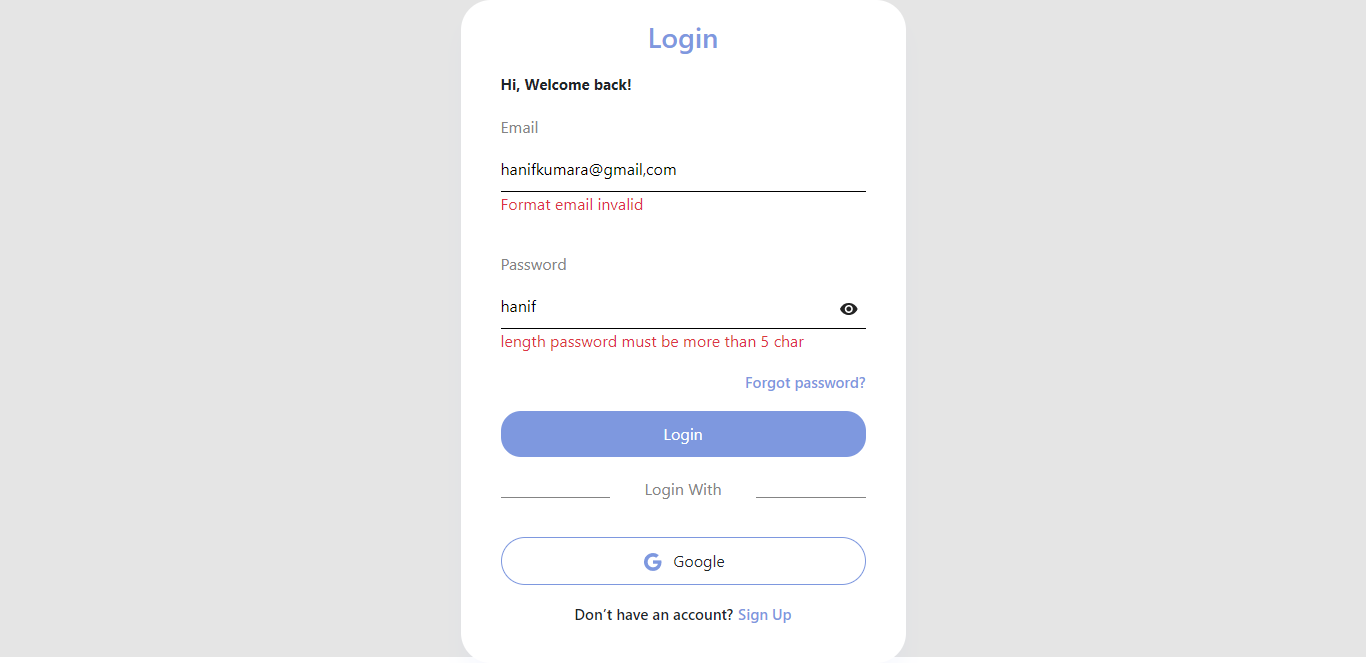 Login
Hi, Welcome back!
Email
hanifkumara@gmail,com
Format email invalid
Password
hanif
length password must be more than 5 char
Forgot password?
Login
Login With
Google
Don't have an account? Sign Up